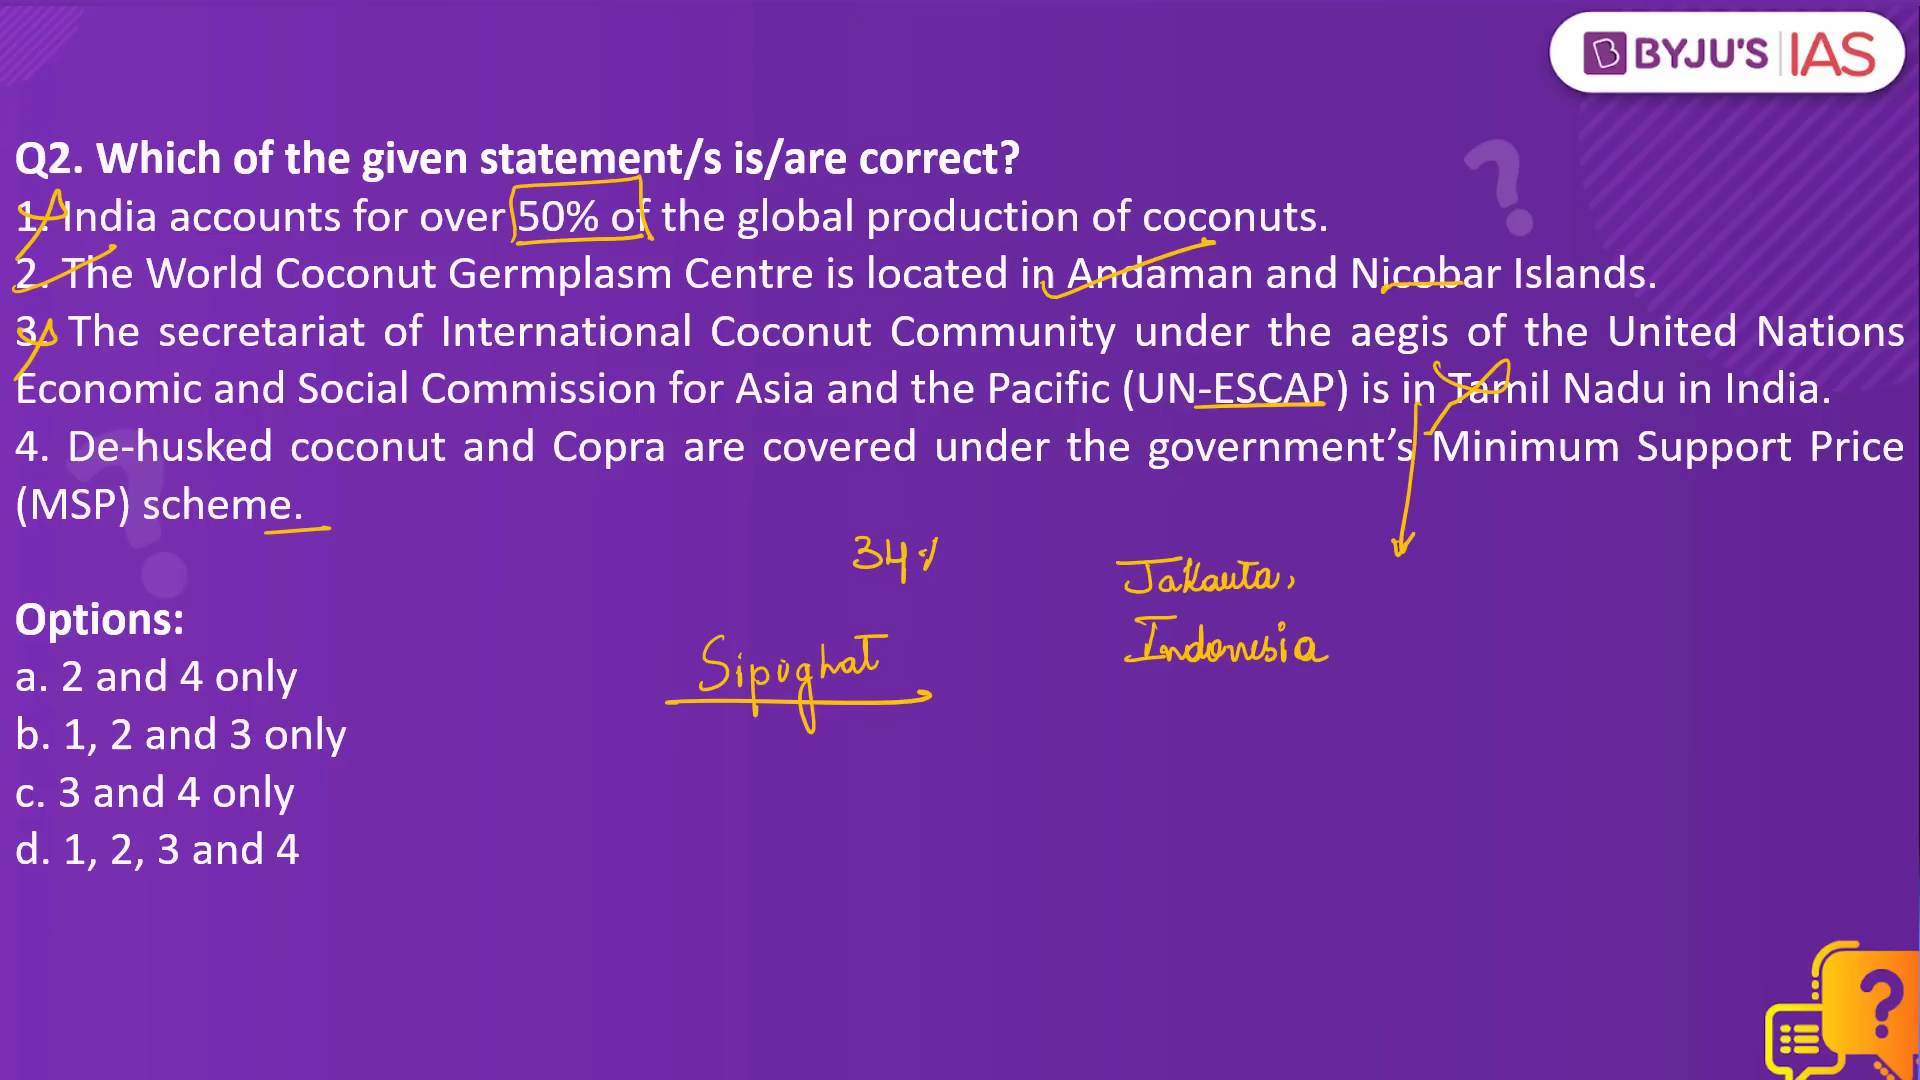 BYJU'S IAS
Q2. Which of the given statement/s is/are correct?
1. India accounts for over 50% of the global production of coconuts.
2. The World Coconut Germplasm Centre is located in Andaman and Nicobar Islands.
3. The secretariat of International Coconut Community under the aegis of the United Nations
Economic and Social Commission for Asia and the Pacific (UN-ESCAP) is in Tamil Nadu in India.
4. De-husked coconut and Copra are covered under the government's Minimum Support Price
(MSP) scheme.
34%
Jakarta,
Indonesia
Sipughat
Options:
a. 2 and 4 only
b. 1, 2 and 3 only
c. 3 and 4 only
d. 1, 2, 3 and 4